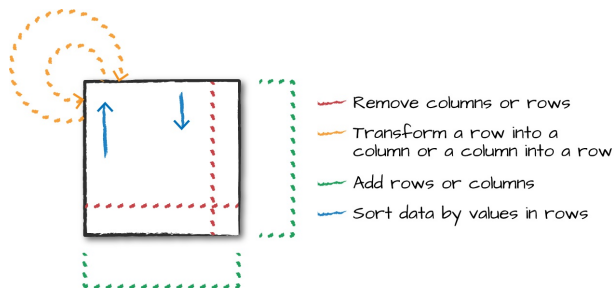 Remove columns or rows
Transform a row into a
column or a column into a row
Add rows or columns
Sort data by values in rows